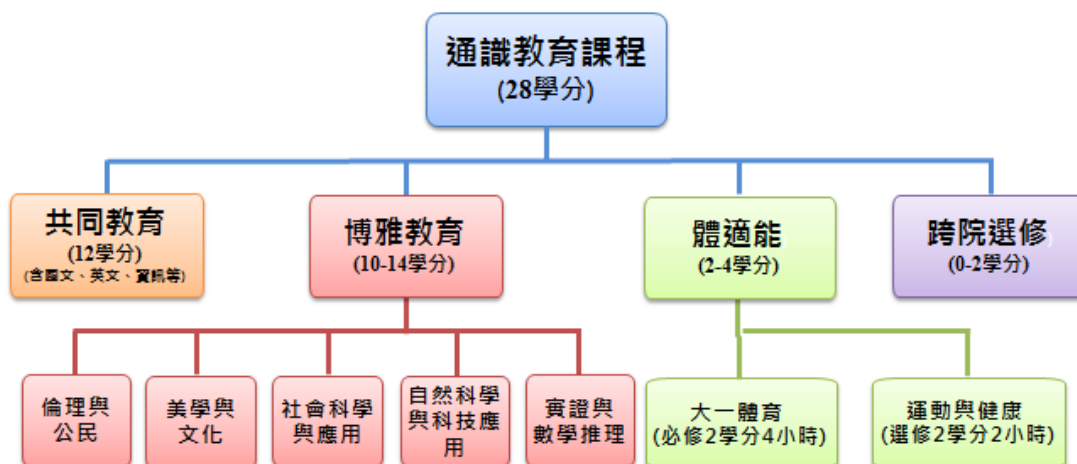 通識教育課程
(28學分)
共同教育
(12學分)
(含國文、英文、資訊等)
博雅教育
(10-14學分)
體適能
(2-4學分)
跨院選修
(0-2學分)
倫理與
公民
美學與
文化
社會科學
與應用
自然科學
與科技應
用
實證與
數學推理
大一體育
(必修2學分4小時)
運動與健康
(選修2學分2小時)